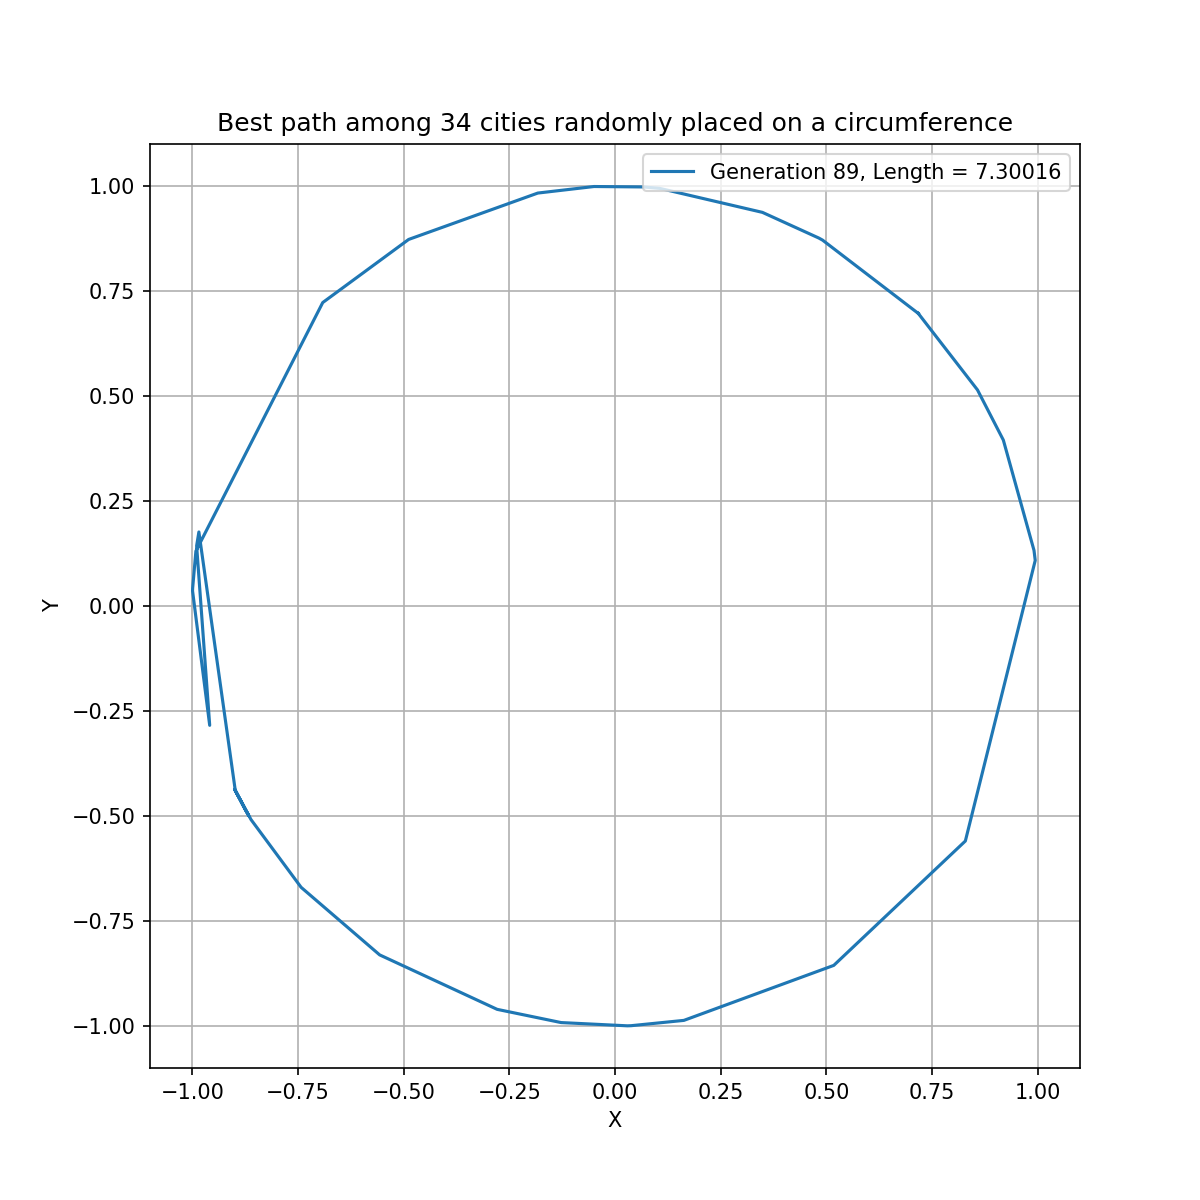 Best path among 34 cities randomly placed on a circumference
Generation 89, Length = 7.30016
1.00
0.75
0.50
0.25
0.00
−0.25
−0.50
−0.75
−1.00
Y
−1.00 −0.75 −0.50 −0.25 0.00 0.25 0.50 0.75 1.00
X